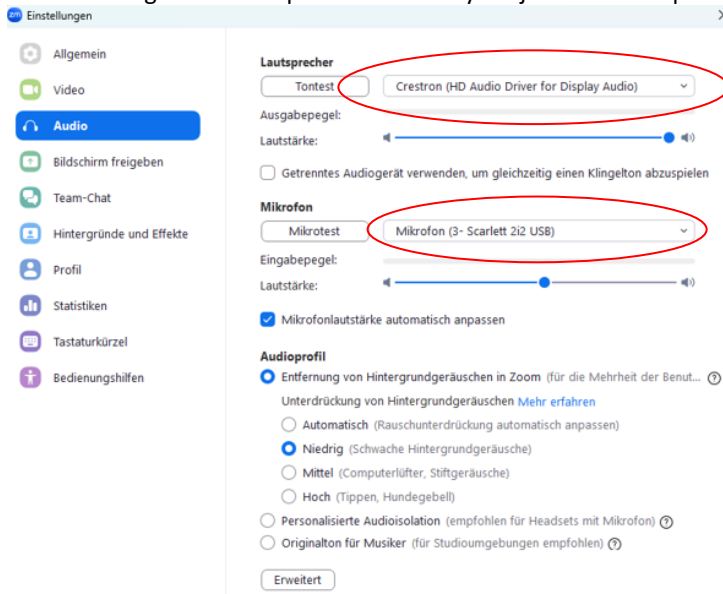 zm Einstellungen
Allgemein
Video
Audio
Bildschirm freigeben
Team-Chat
Hintergründe und Effekte
Profil
Statistiken
Tastaturkürzel
Bedienungshilfen
Lautsprecher
Tontest Crestron (HD Audio Driver for Display Audio)
Ausgabepegel:
Lautstärke:
Getrenntes Audiogerät verwenden, um gleichzeitig einen Klingelton abzuspielen
Mikrofon
Mikrotest Mikrofon (3- Scarlett 2i2 USB)
Eingabepegel:
Lautstärke:
Mikrofonlautstärke automatisch anpassen
Audioprofil
Entfernung von Hintergrundgeräuschen in Zoom (für die Mehrheit der Benut... ?
Unterdrückung von Hintergrundgeräuschen Mehr erfahren
Automatisch (Rauschunterdrückung automatisch anpassen)
Niedrig (Schwache Hintergrundgeräusche)
Mittel (Computerlüfter, Stiftgeräusche)
Hoch (Tippen, Hundegebell)
Personalisierte Audioisolation (empfohlen für Headsets mit Mikrofon) ?
Originalton für Musiker (für Studioumgebungen empfohlen) ?
Erweitert